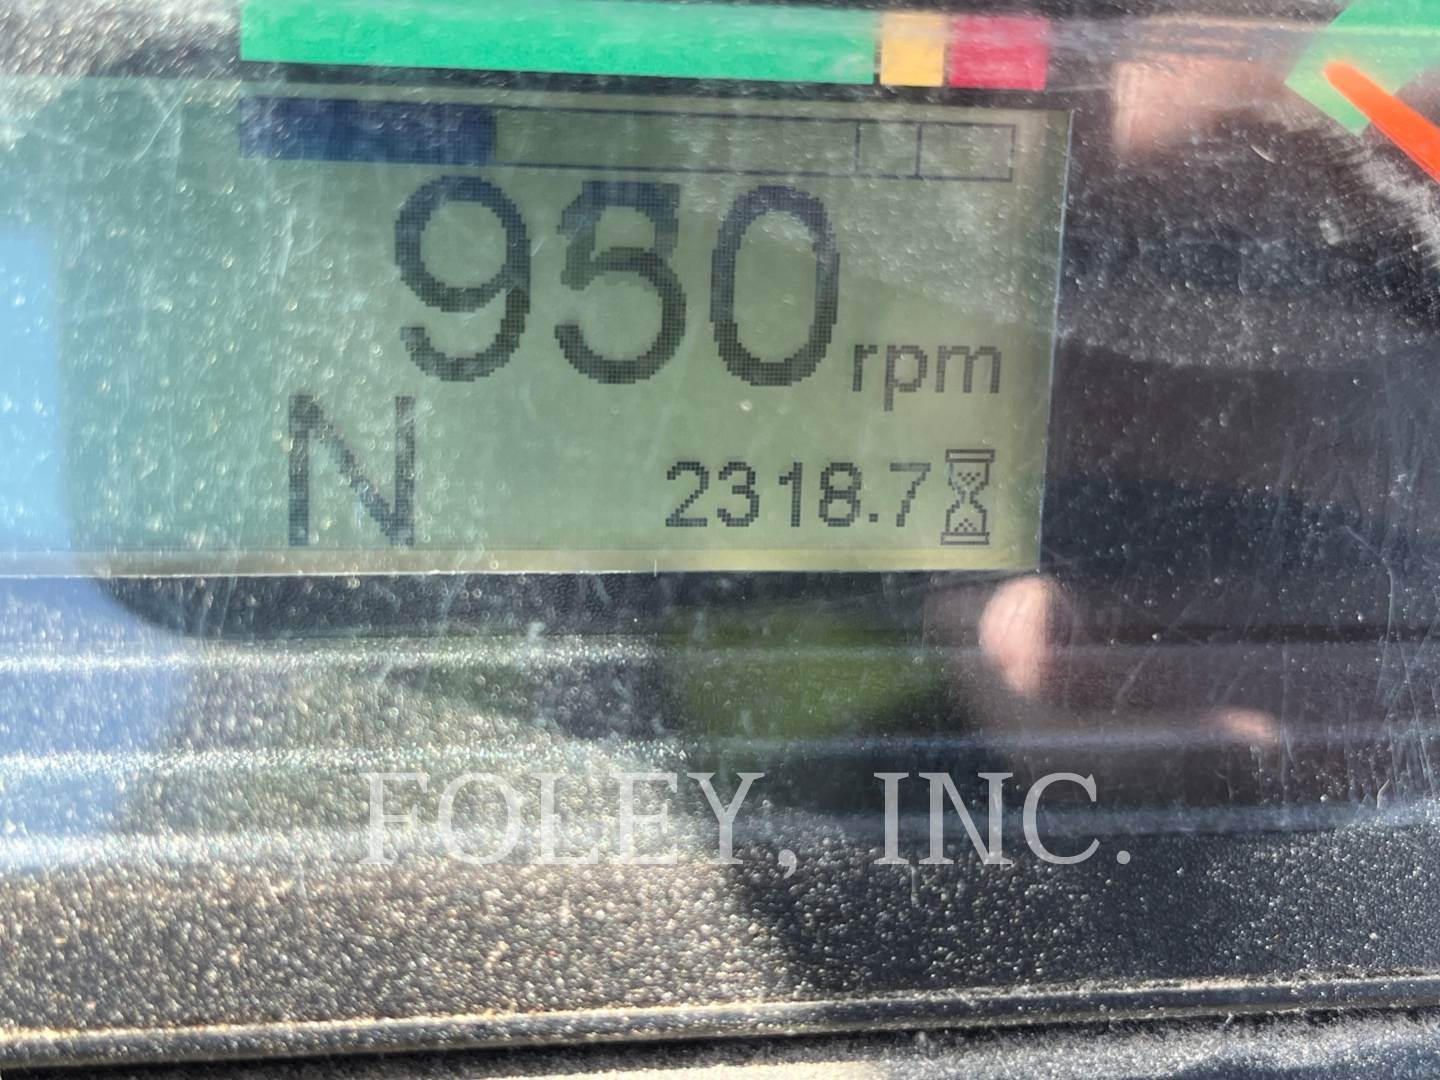 950 rpm
N 2318.7
FOLEY, INC.